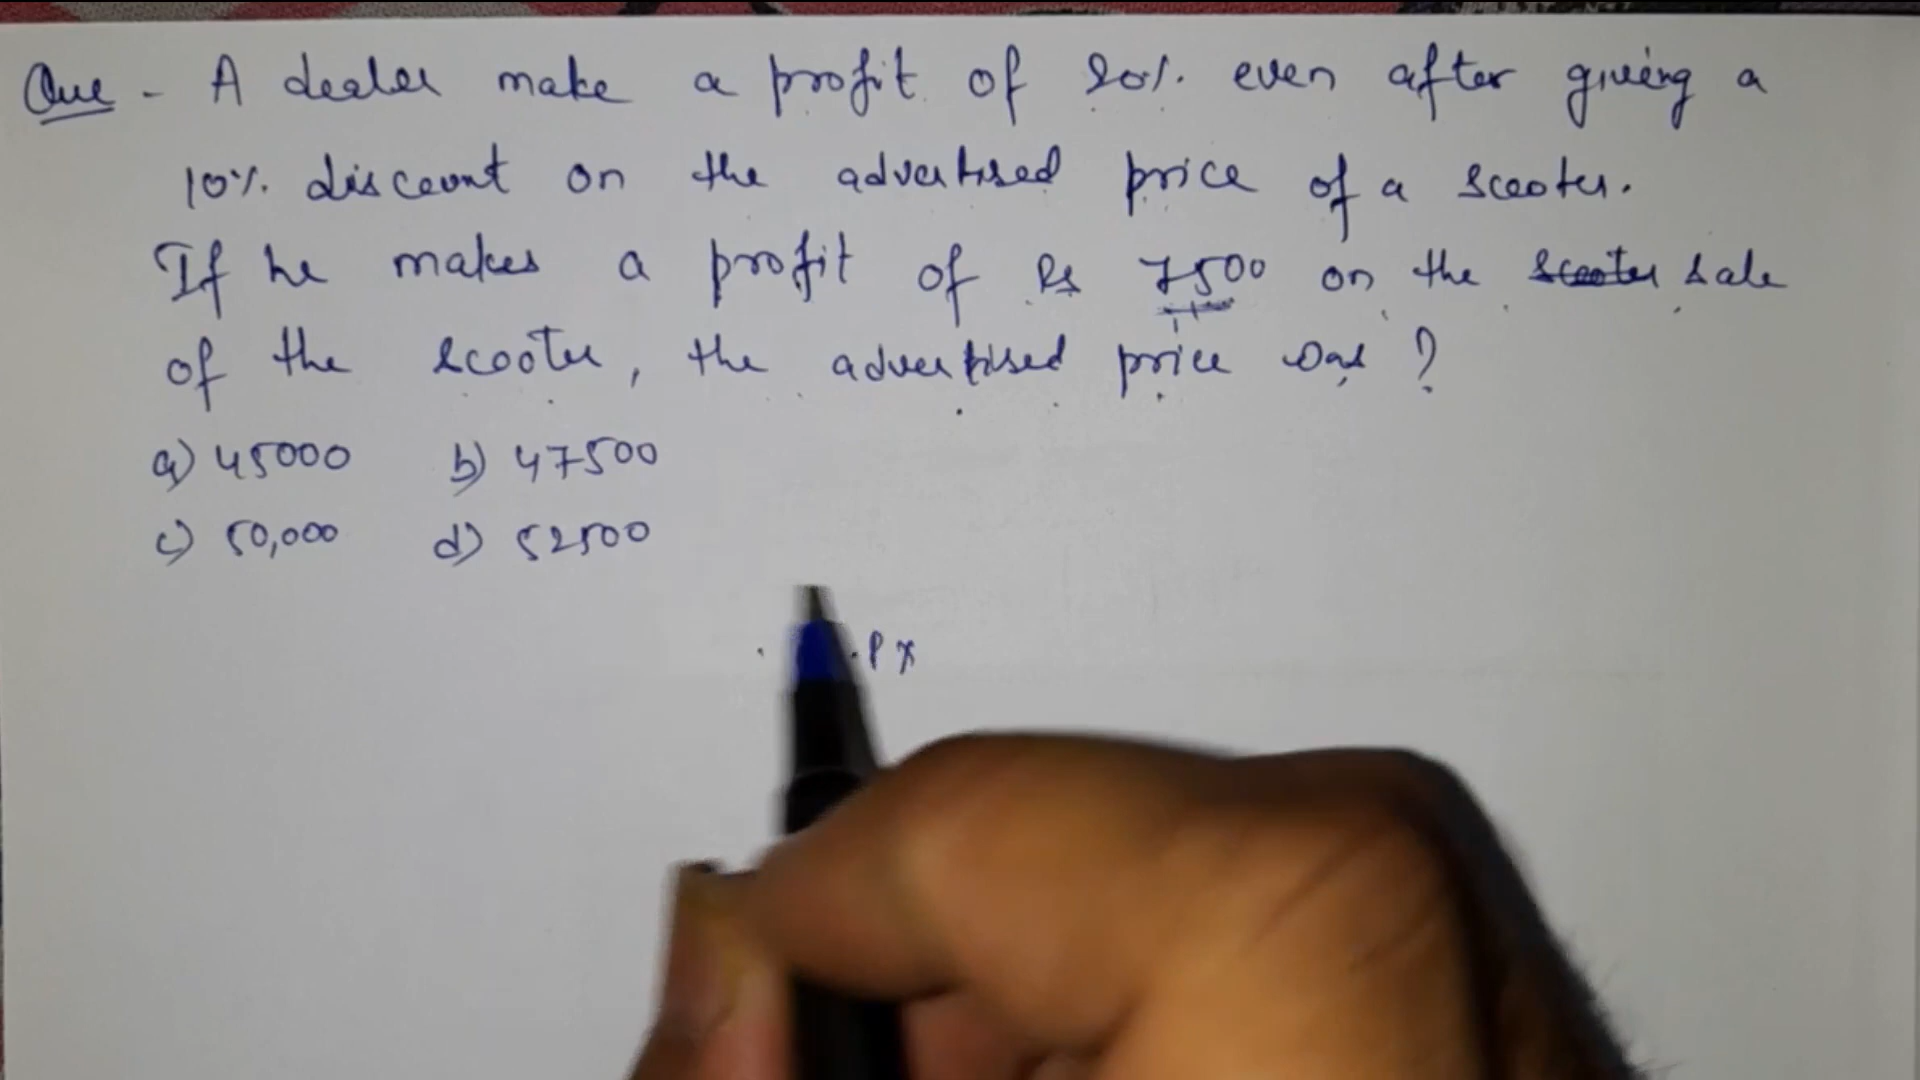 Que - A dealer make a profit of 20% even after giving a
10% discount on the advertised price of a scooter.
If he makes a profit of Rs 7500 on the scooter sale
of the scooter, the advertised price was ?
a) 45000 b) 47500
c) 50,000 d) 52500
P x